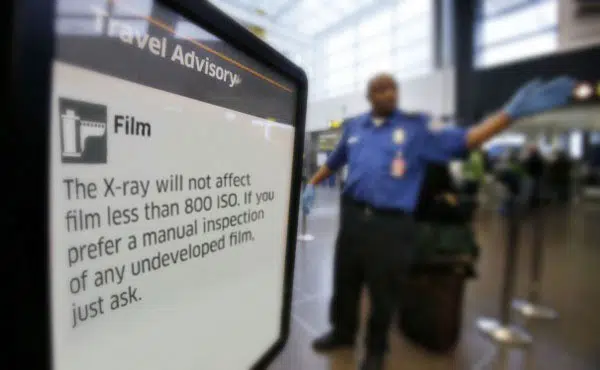 Travel Advisory
Film
The X-ray will not affect
film less than 800 ISO. If you
prefer a manual inspection
of any undeveloped film,
just ask.